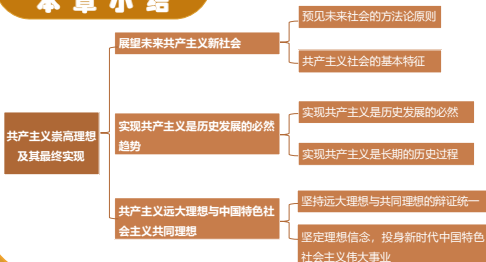 本章小结
预见未来社会的方法论原则
展望未来共产主义新社会
共产主义社会的基本特征
实现共产主义是历史发展的必然
共产主义崇高理想
及其最终实现
实现共产主义是历史发展的必然
趋势
实现共产主义是长期的历史过程
坚持远大理想与共同理想的辩证统一
共产主义远大理想与中国特色社
会主义共同理想
坚定理想信念，投身新时代中国特色
社会主义伟大事业